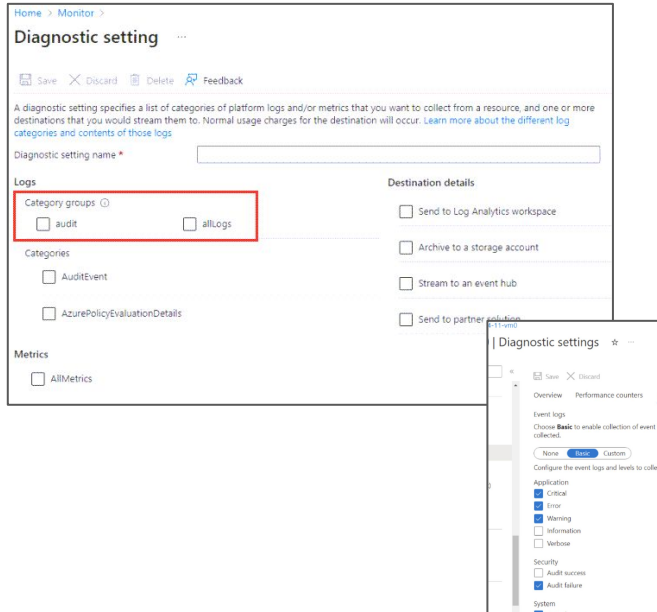 Home > Monitor >
Diagnostic setting ...
Save Discard Delete Feedback
A diagnostic setting specifies a list of categories of platform logs and/or metrics that you want to collect from a resource, and one or more
destinations that you would stream them to. Normal usage charges for the destination will occur. Learn more about the different log
categories and contents of those logs
Diagnostic setting name *
Logs
Category groups
audit
allLogs
Categories
AuditEvent
AzurePolicyEvaluationDetails
Metrics
AllMetrics
Destination details
Send to Log Analytics workspace
Archive to a storage account
Stream to an event hub
Send to partner solution
4-11-vm0
| Diagnostic settings
Save Discard
Overview Performance counters
Event logs
Choose Basic to enable collection of event
collected.
None Basic Custom
Configure the event logs and levels to colle
Application
Critical
Error
Warning
Information
Verbose
Security
Audit success
Audit failure
System